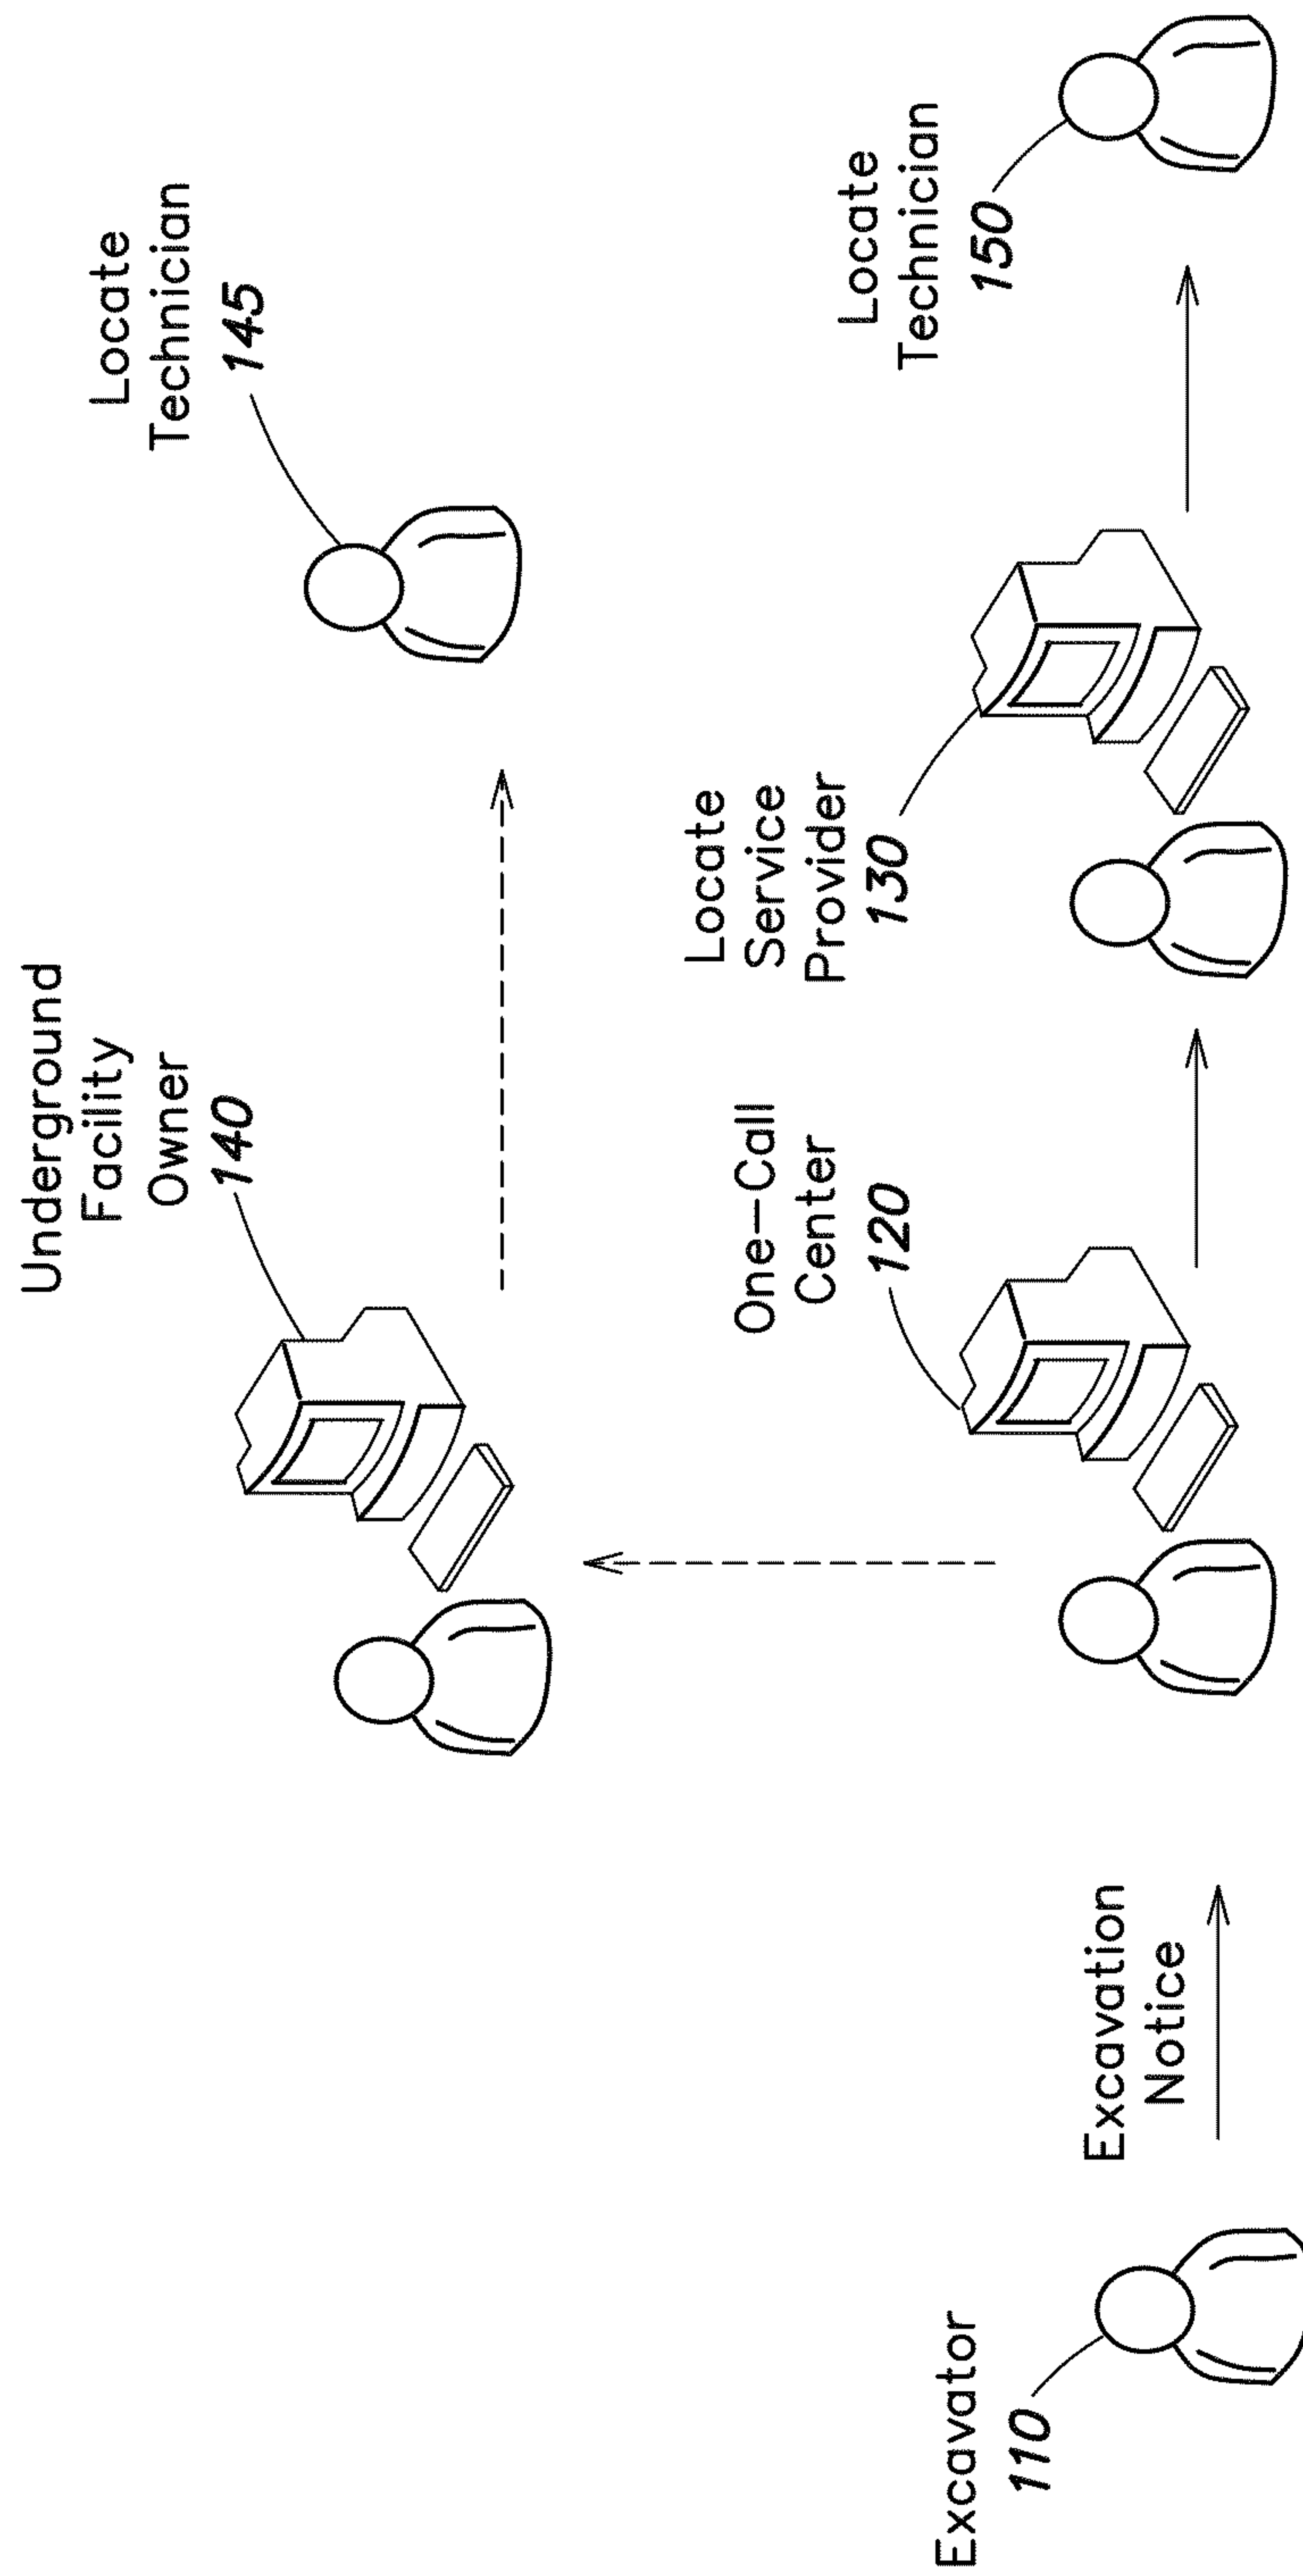 Underground
Facility
Owner
140
Locate
Technician
145
Excavator
110
Excavation
Notice
One–Call
Center
120
Locate
Service
Provider
130
Locate
Technician
150